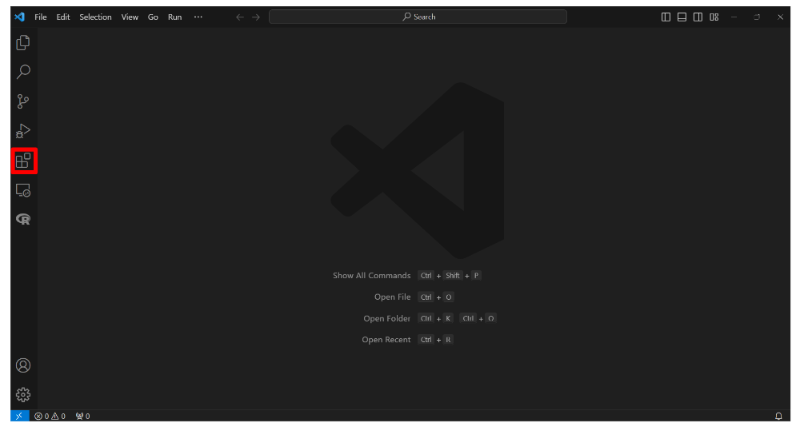 File Edit Selection View Go Run ··· Search
Show All Commands Ctrl + Shift + P
Open File Ctrl + O
Open Folder Ctrl + K Ctrl + O
Open Recent Ctrl + R
R
0 0 0